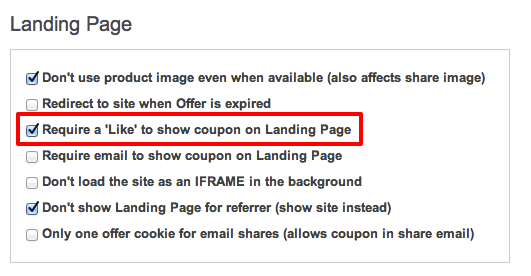 Landing Page
Don't use product image even when available (also affects share image)
Redirect to site when Offer is expired
Require a 'Like' to show coupon on Landing Page
Require email to show coupon on Landing Page
Don't load the site as an IFRAME in the background
Don't show Landing Page for referrer (show site instead)
Only one offer cookie for email shares (allows coupon in share email)